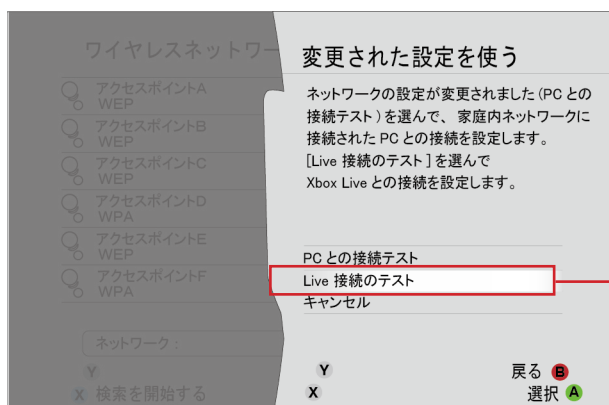 ワイヤレスネットワー
アクセスポイントA
WEP
アクセスポイントB
WEP
アクセスポイントC
WEP
アクセスポイントD
WPA
アクセスポイントE
WEP
アクセスポイントF
WPA
ネットワーク :
Y
X 検索を開始する
変更された設定を使う
ネットワークの設定が変更されました (PC との
接続テスト ) を選んで、 家庭内ネットワークに
接続された PC との接続を設定します。
[Live 接続のテスト ] を選んで
Xbox Live との接続を設定します。
PC との接続テスト
Live 接続のテスト
キャンセル
Y 戻る B
X 選択 A